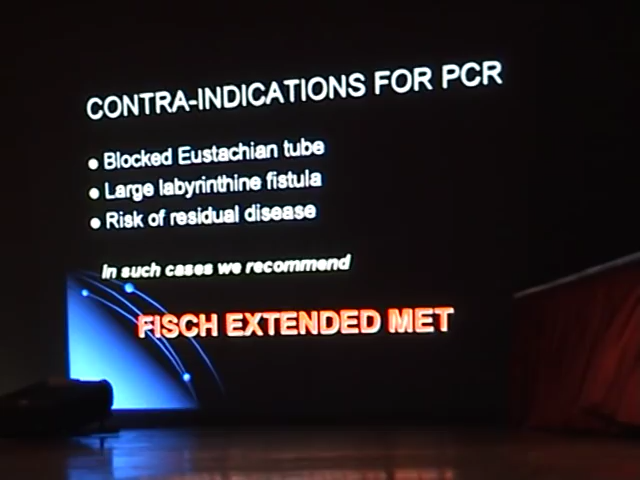 CONTRA-INDICATIONS FOR PCR
• Blocked Eustachian tube
• Large labyrinthine fistula
• Risk of residual disease
In such cases we recommend
FISCH EXTENDED MET